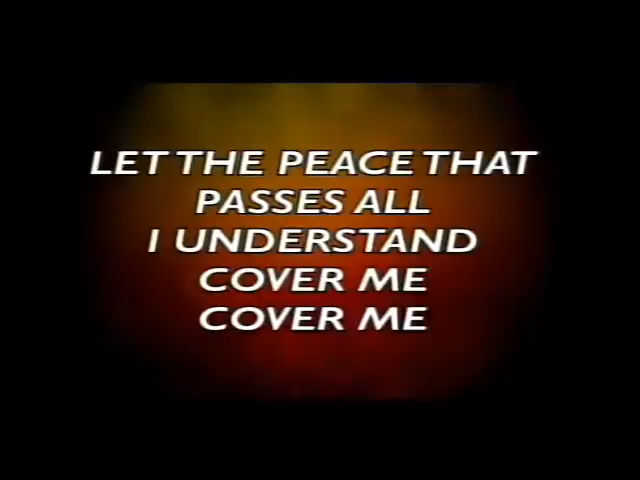 LET THE PEACE THAT
PASSES ALL
I UNDERSTAND
COVER ME
COVER ME